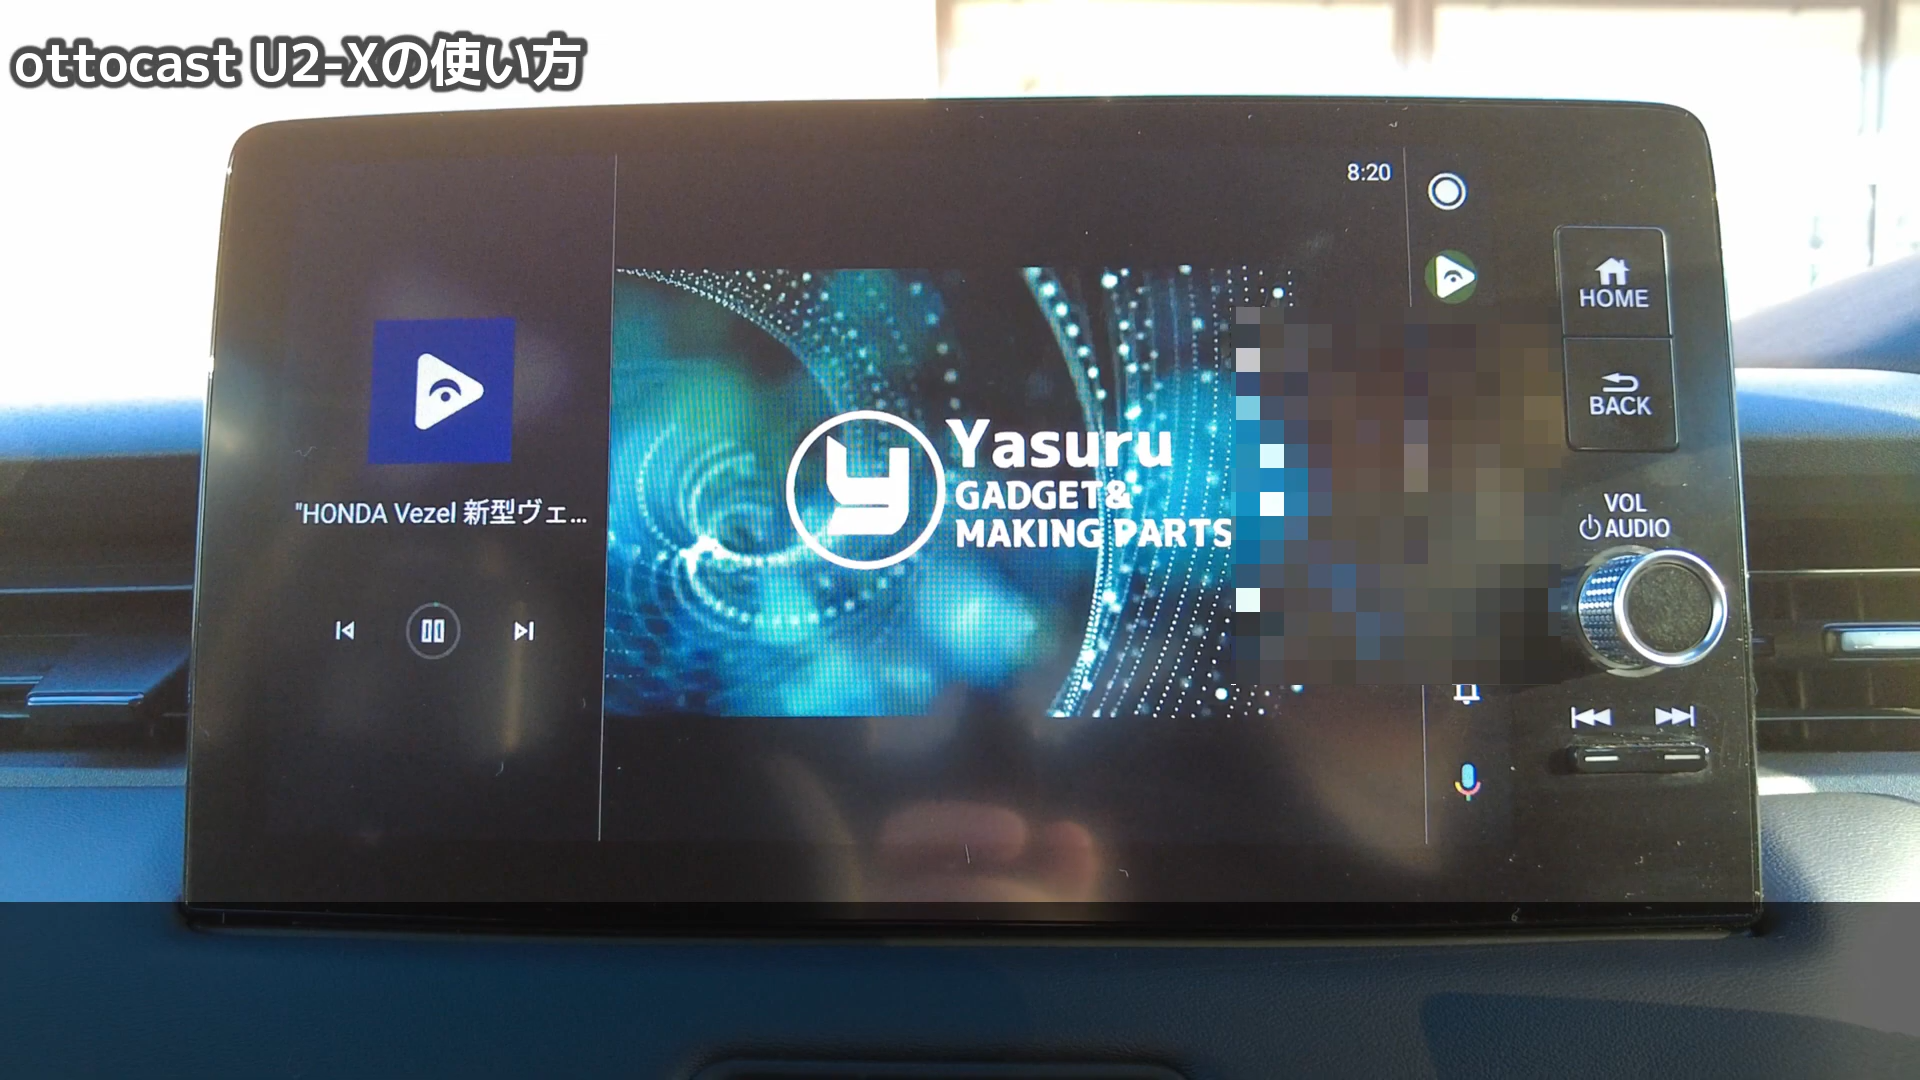 ottocast U2-Xの使い方
8:20
HOME
BACK
"HONDA Vezel 新型ヴェ...
Yasuru
GADGET&
MAKING PARTS
VOL
AUDIO